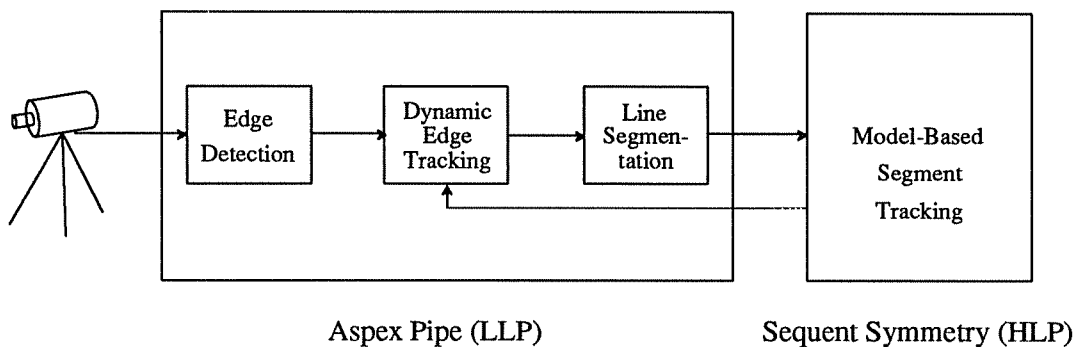 Edge
Detection
Dynamic
Edge
Tracking
Line
Segmen-
tation
Model-Based
Segment
Tracking
Aspex Pipe (LLP)
Sequent Symmetry (HLP)